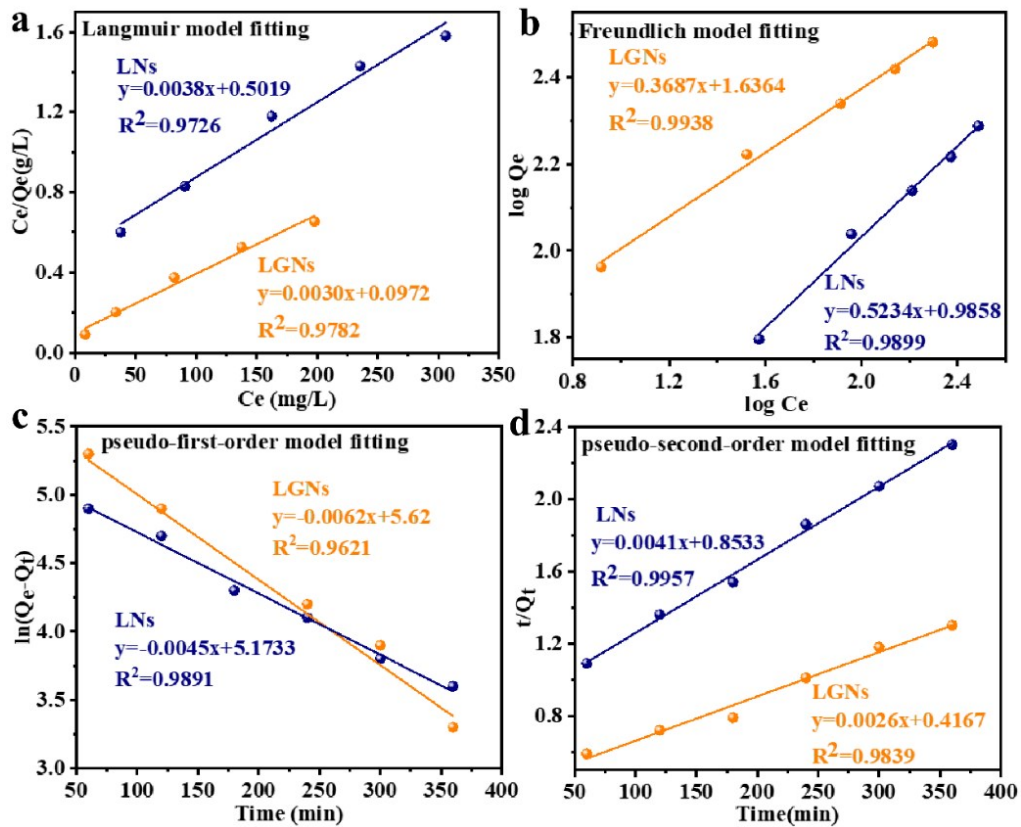 a
Langmuir model fitting
LNs
y=0.0038x+0.5019
R²=0.9726
LGNs
y=0.0030x+0.0972
R²=0.9782
Ce/Qe(g/L)
1.6
1.2
0.8
0.4
0.0
0 50 100 150 200 250 300 350
Ce (mg/L)
b
Freundlich model fitting
LGNs
y=0.3687x+1.6364
R²=0.9938
LNs
y=0.5234x+0.9858
R²=0.9899
log Qe
2.4
2.2
2.0
1.8
0.8 1.2 1.6 2.0 2.4
log Ce
c
pseudo-first-order model fitting
LGNs
y=-0.0062x+5.62
R²=0.9621
LNs
y=-0.0045x+5.1733
R²=0.9891
ln(Qe-Qt)
5.5
5.0
4.5
4.0
3.5
3.0
50 100 150 200 250 300 350 400
Time (min)
d
pseudo-second-order model fitting
LNs
y=0.0041x+0.8533
R²=0.9957
LGNs
y=0.0026x+0.4167
R²=0.9839
t/Qt
2.4
2.0
1.6
1.2
0.8
50 100 150 200 250 300 350 400
Time(min)